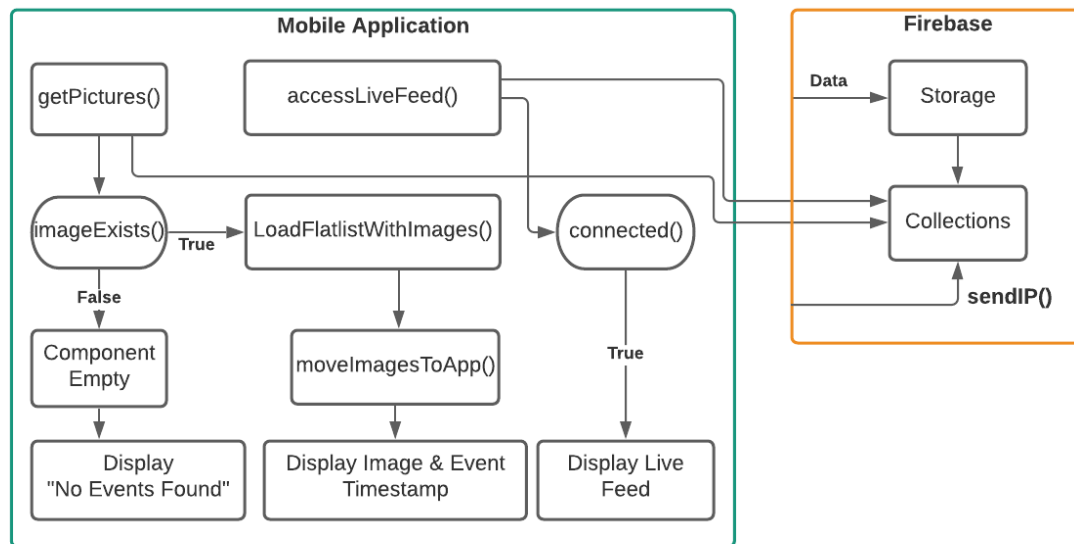 Mobile Application
getPictures()
accessLiveFeed()
imageExists()
True
LoadFlatlistWithImages()
connected()
False
Component
Empty
moveImagesToApp()
True
Display
"No Events Found"
Display Image & Event
Timestamp
Display Live
Feed
Firebase
Data
Storage
Collections
sendIP()